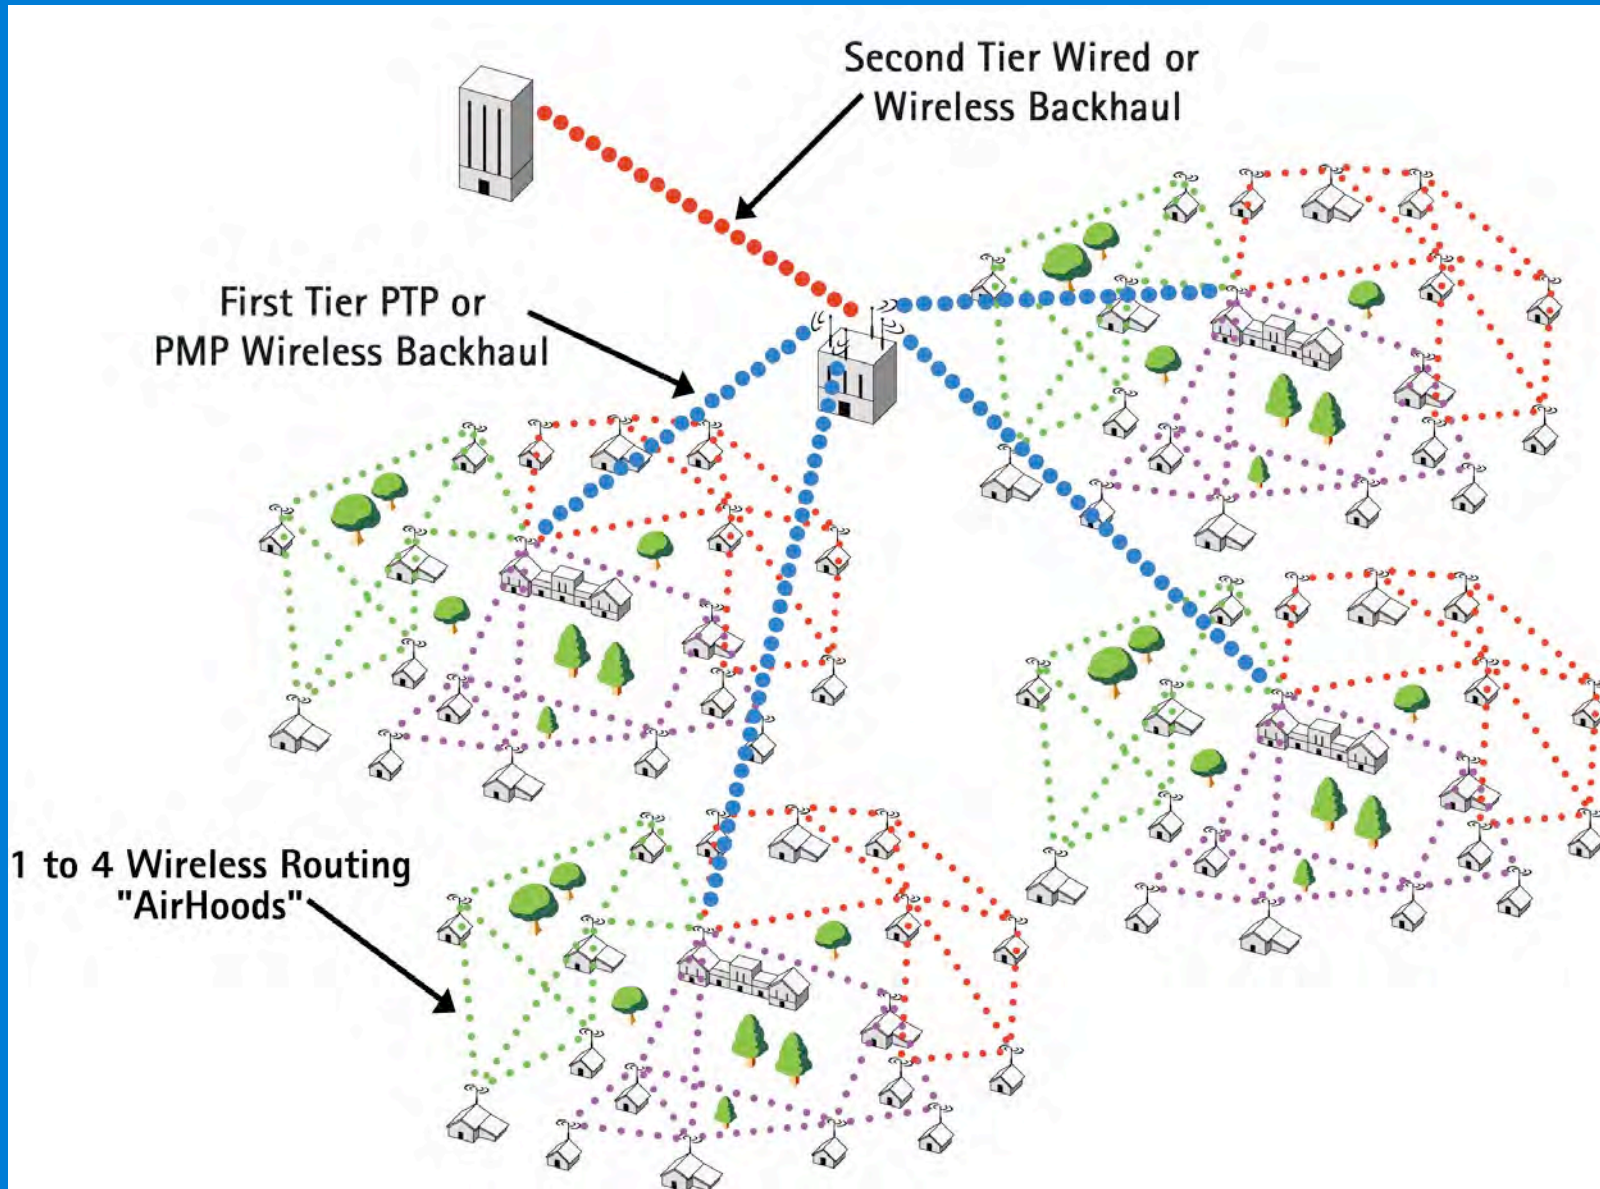 Second Tier Wired or
Wireless Backhaul
First Tier PTP or
PMP Wireless Backhaul
1 to 4 Wireless Routing
"AirHoods"